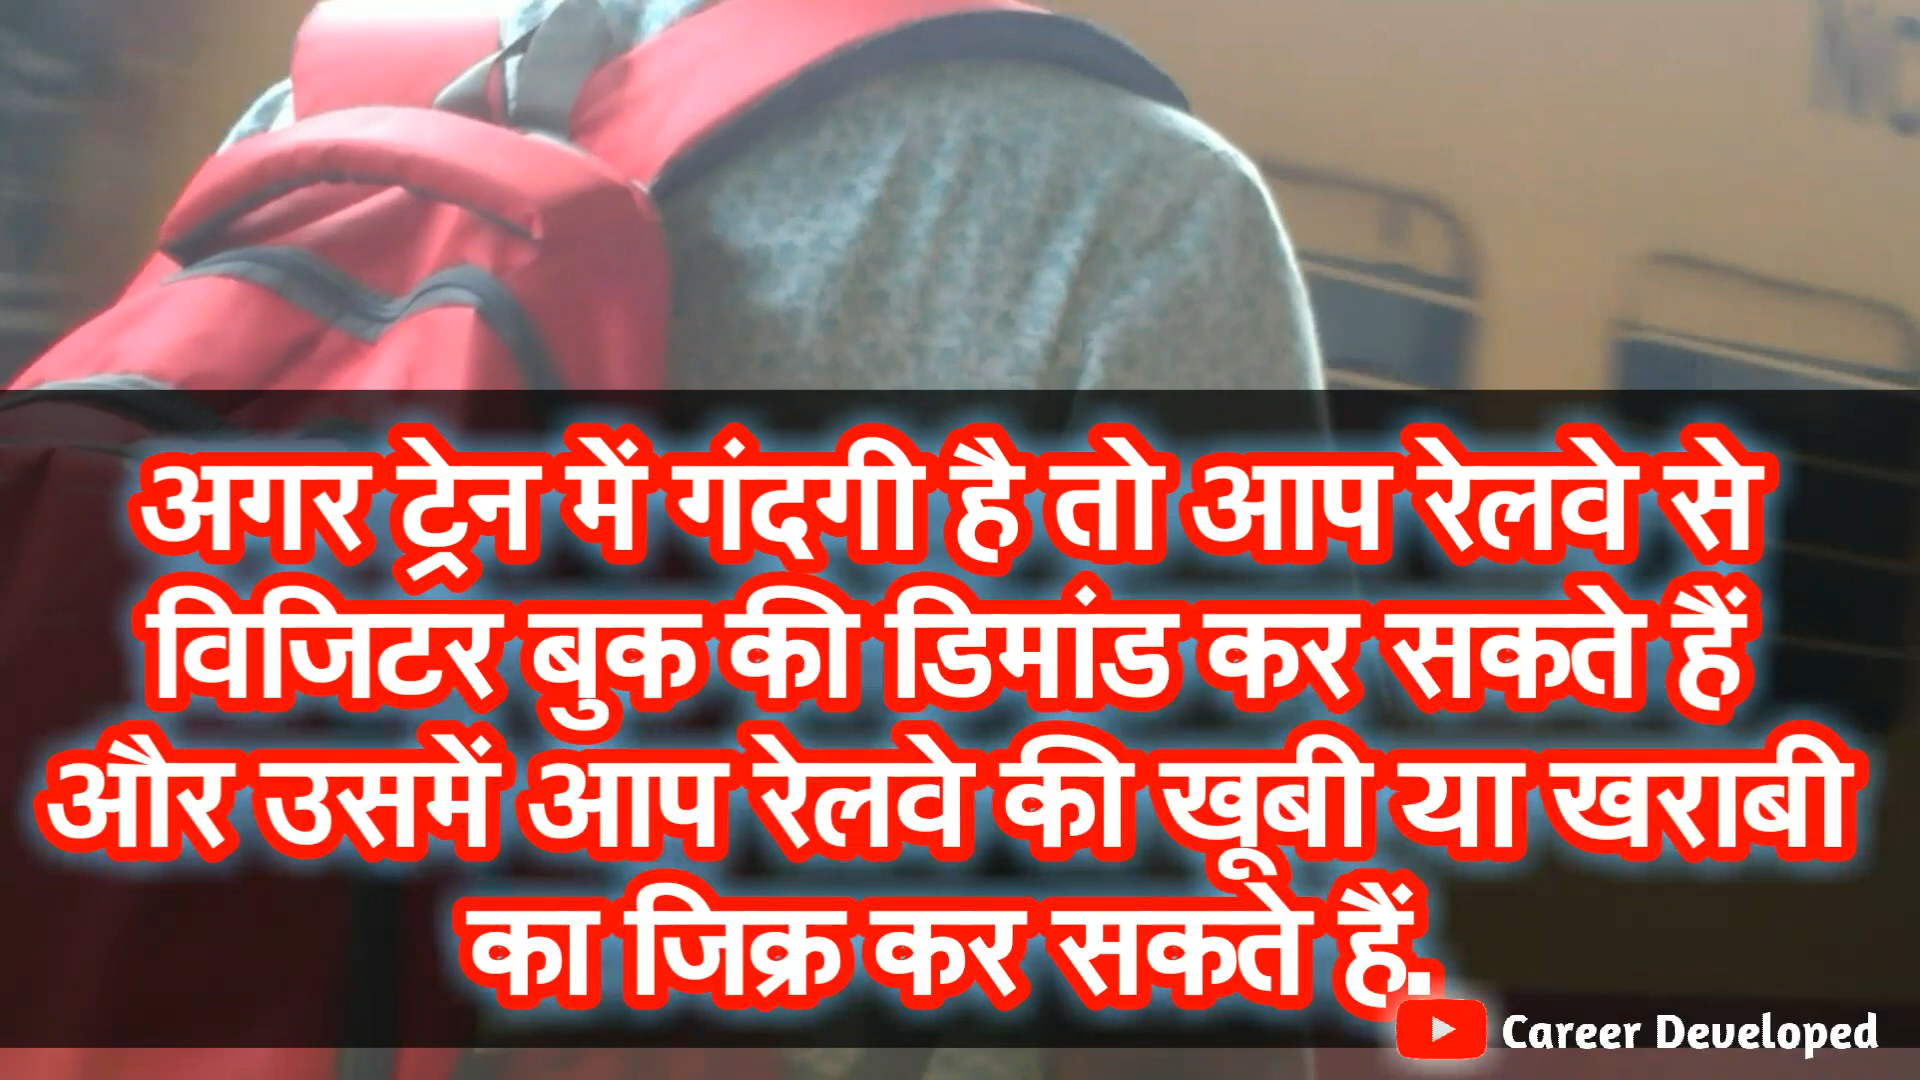 अगर ट्रेन में गंदगी है तो आप रेलवे से
विजिटर बुक की डिमांड कर सकते हैं
और उसमें आप रेलवे की खूबी या खराबी
का जिक्र कर सकते हैं.
Career Developed